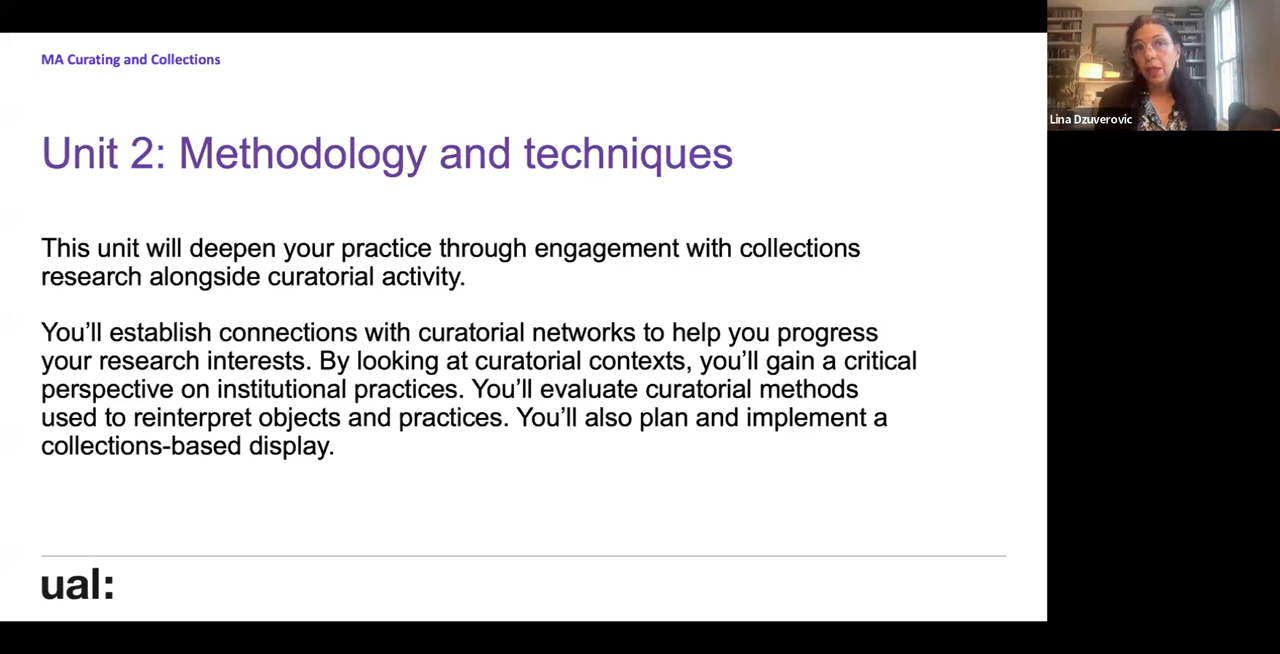 MA Curating and Collections
Lina Dzuverovic
Unit 2: Methodology and techniques
This unit will deepen your practice through engagement with collections
research alongside curatorial activity.
You’ll establish connections with curatorial networks to help you progress
your research interests. By looking at curatorial contexts, you’ll gain a critical
perspective on institutional practices. You’ll evaluate curatorial methods
used to reinterpret objects and practices. You’ll also plan and implement a
collections-based display.
ual: